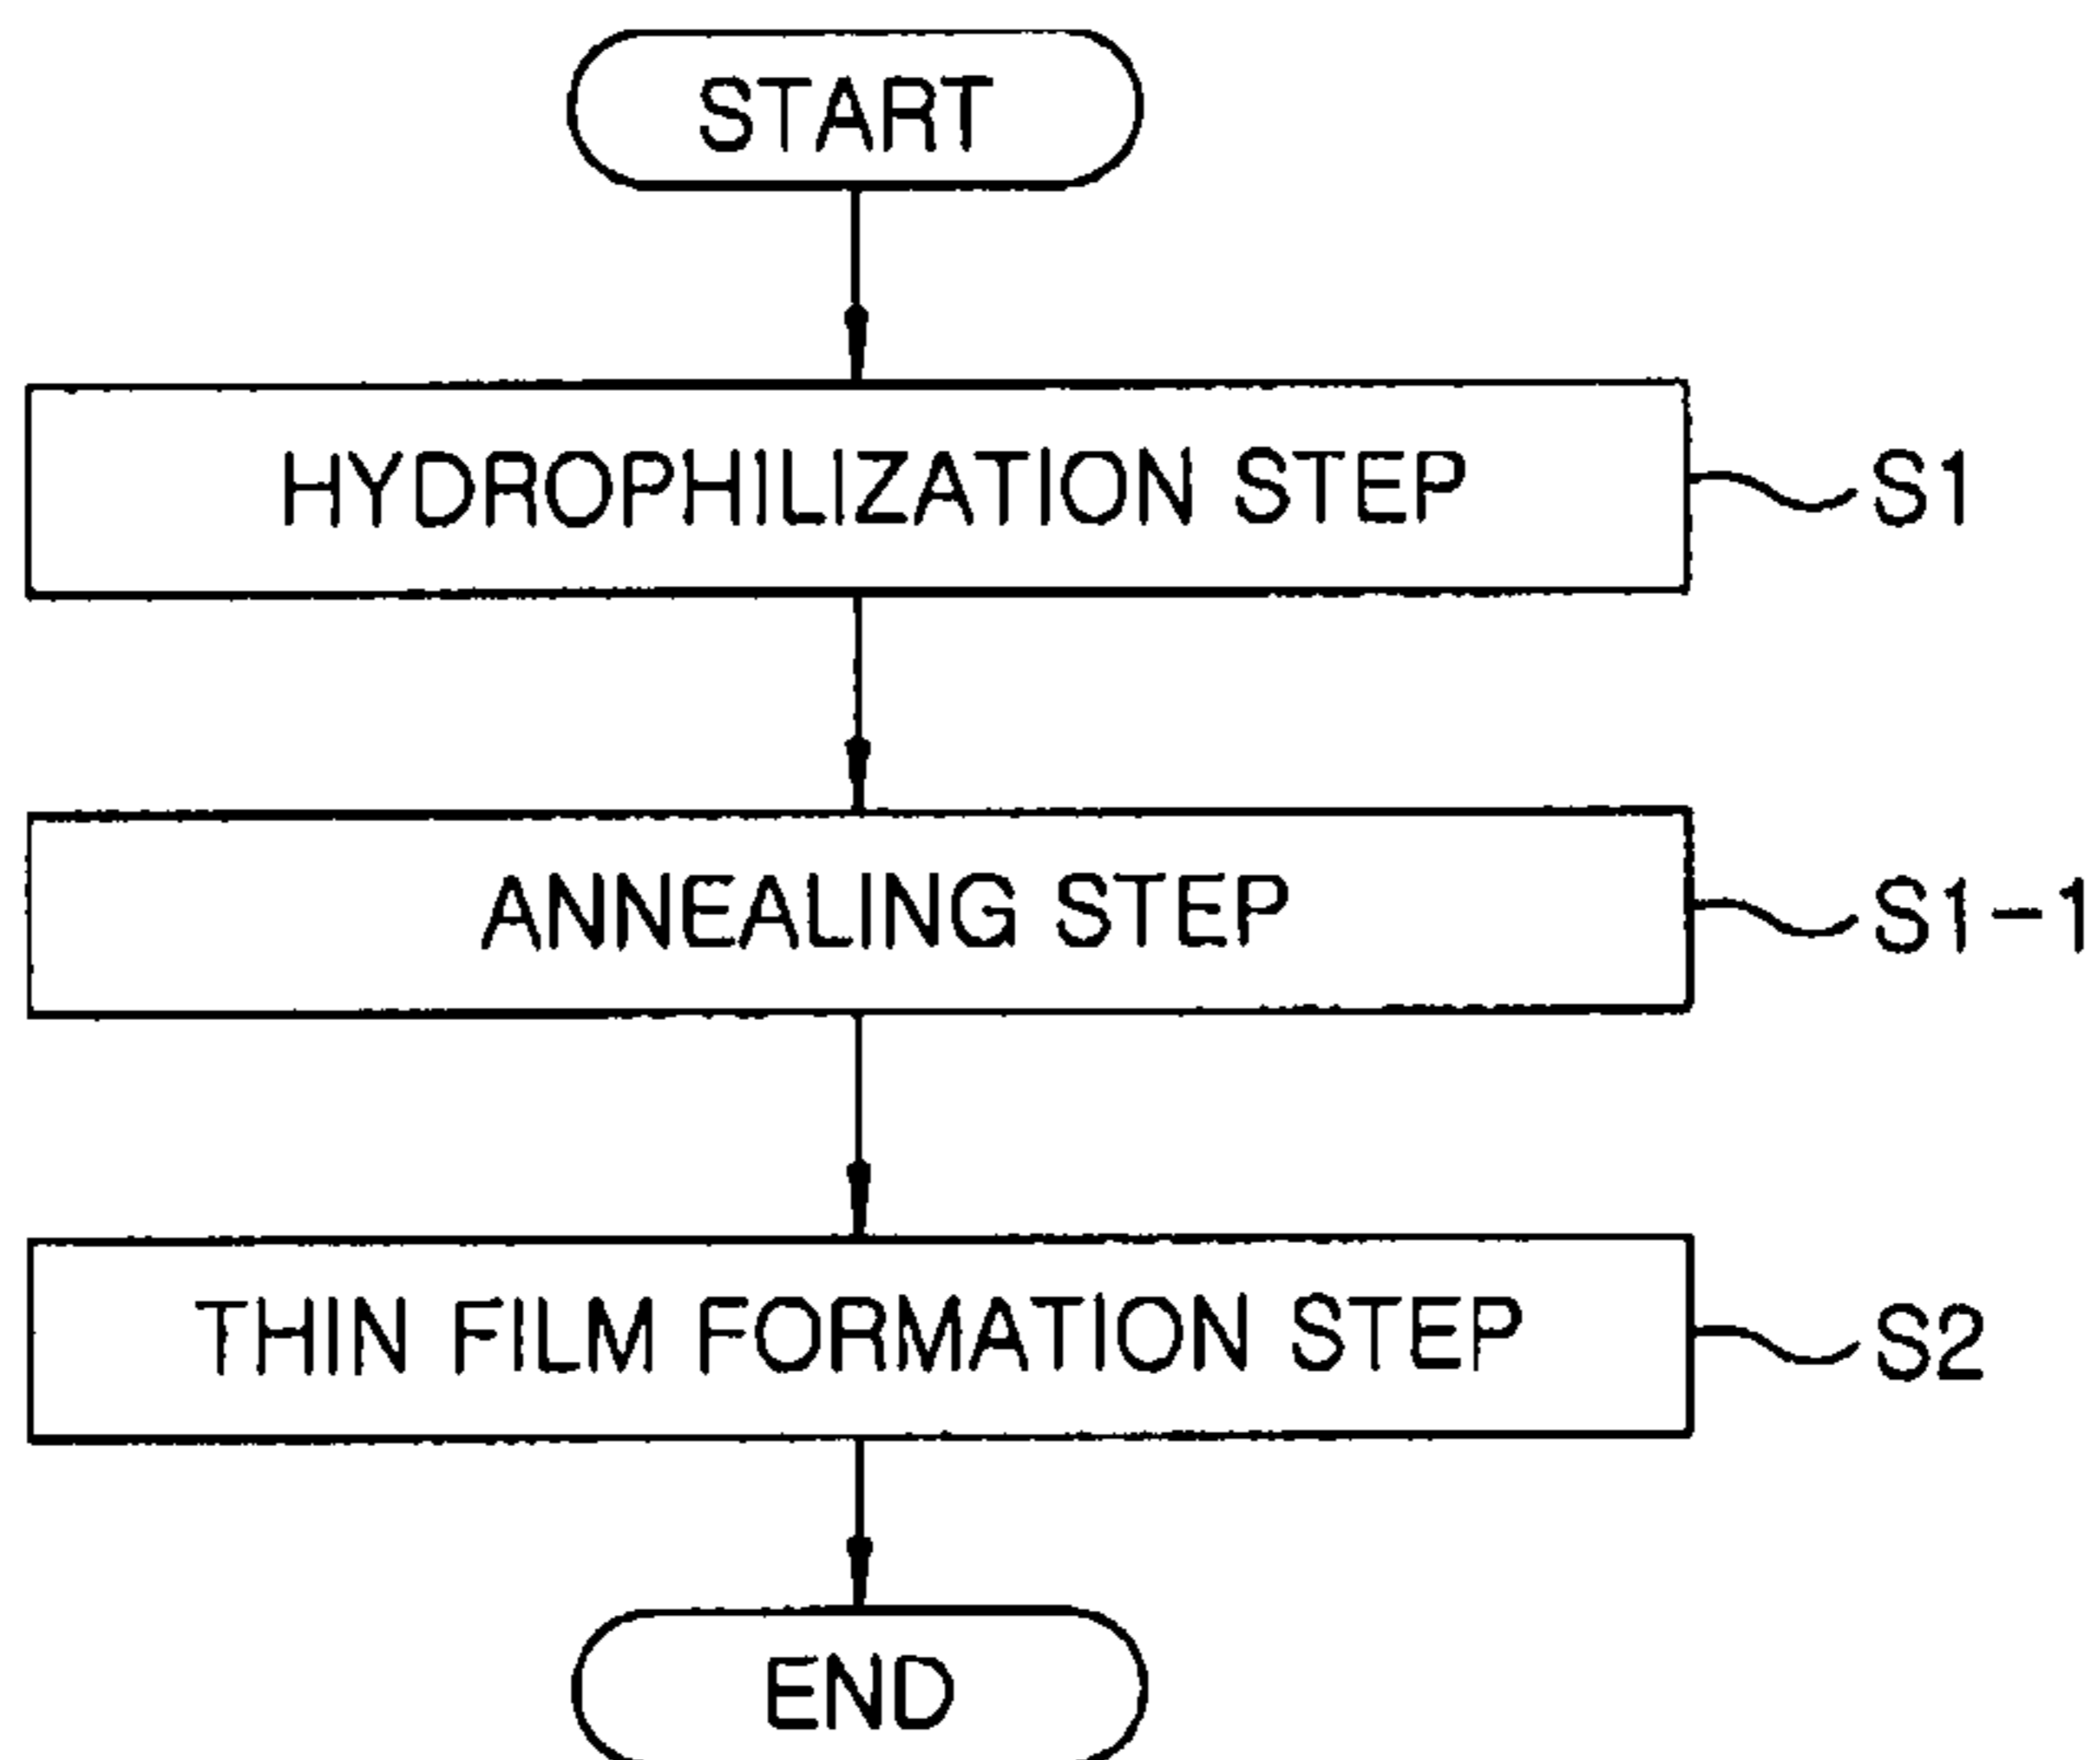 START
HYDROPHILIZATION STEP
S1
ANNEALING STEP
S1-1
THIN FILM FORMATION STEP
S2
END